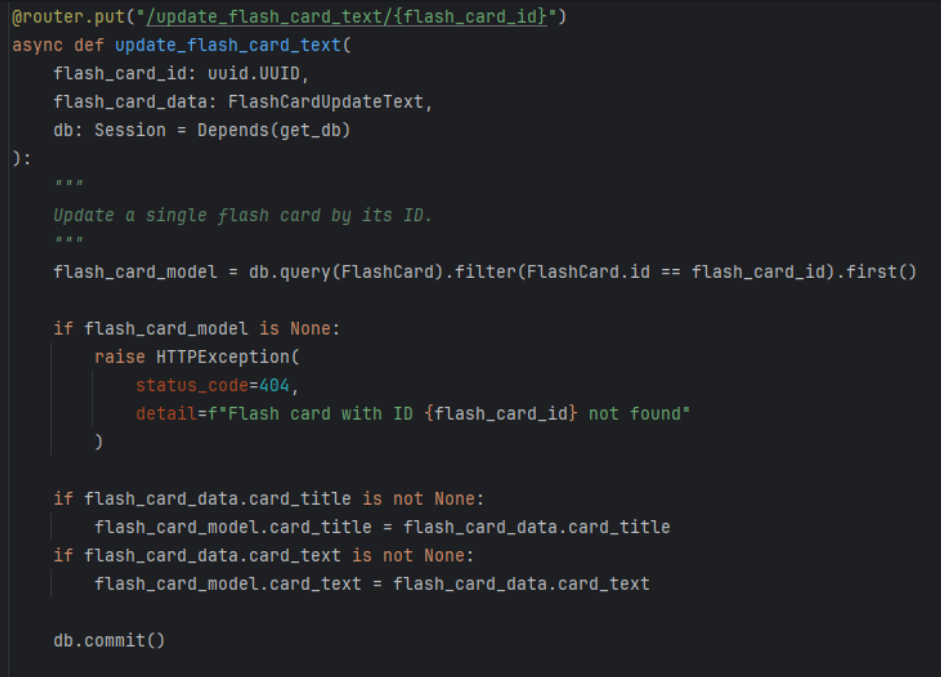 @router.put("/update_flash_card_text/{flash_card_id}")
async def update_flash_card_text(
    flash_card_id: uuid.UUID,
    flash_card_data: FlashCardUpdateText,
    db: Session = Depends(get_db)
):
    """
    Update a single flash card by its ID.
    """
    flash_card_model = db.query(FlashCard).filter(FlashCard.id == flash_card_id).first()

    if flash_card_model is None:
        raise HTTPException(
            status_code=404,
            detail=f"Flash card with ID {flash_card_id} not found"
        )

    if flash_card_data.card_title is not None:
        flash_card_model.card_title = flash_card_data.card_title
    if flash_card_data.card_text is not None:
        flash_card_model.card_text = flash_card_data.card_text

    db.commit()